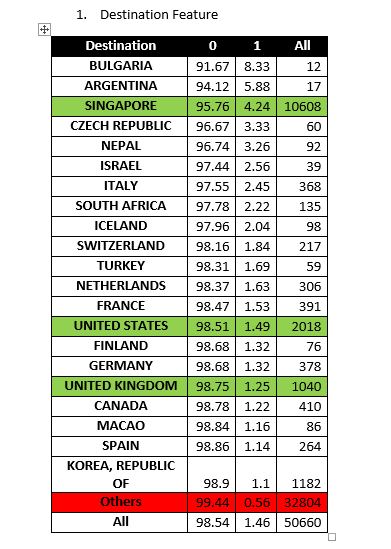 1. Destination Feature
Destination 0 1 All
BULGARIA 91.67 8.33 12
ARGENTINA 94.12 5.88 17
SINGAPORE 95.76 4.24 10608
CZECH REPUBLIC 96.67 3.33 60
NEPAL 96.74 3.26 92
ISRAEL 97.44 2.56 39
ITALY 97.55 2.45 368
SOUTH AFRICA 97.78 2.22 135
ICELAND 97.96 2.04 98
SWITZERLAND 98.16 1.84 217
TURKEY 98.31 1.69 59
NETHERLANDS 98.37 1.63 306
FRANCE 98.47 1.53 391
UNITED STATES 98.51 1.49 2018
FINLAND 98.68 1.32 76
GERMANY 98.68 1.32 378
UNITED KINGDOM 98.75 1.25 1040
CANADA 98.78 1.22 410
MACAO 98.84 1.16 86
SPAIN 98.86 1.14 264
KOREA, REPUBLIC
OF 98.9 1.1 1182
Others 99.44 0.56 32804
All 98.54 1.46 50660